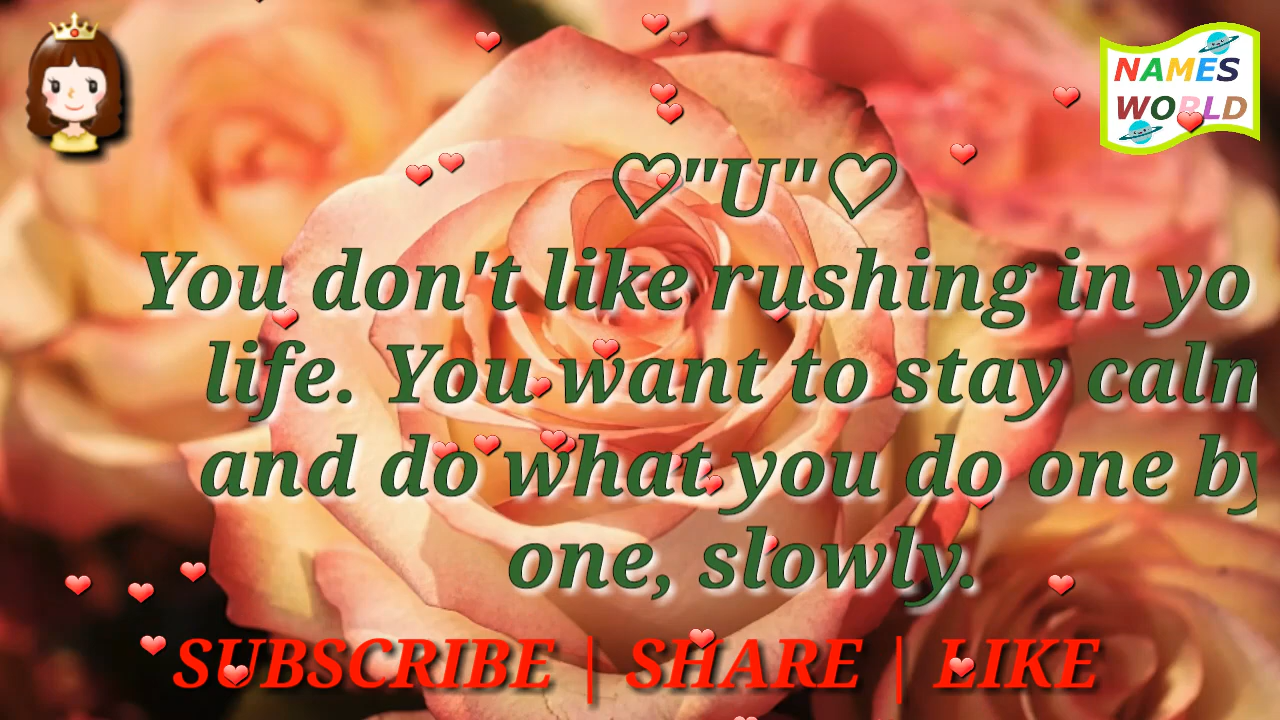 NAMES
WORLD
♡"U"♡
You don't like rushing in yo
life. You want to stay calm
and do what you do one by
one, slowly.
SUBSCRIBE | SHARE | LIKE